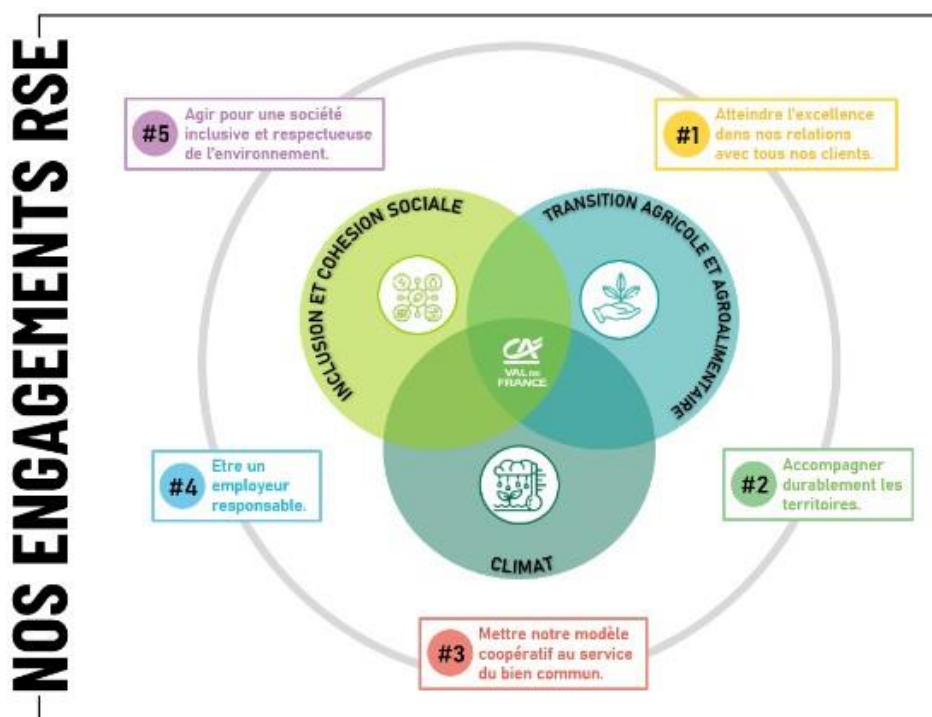 NOS ENGAGEMENTS RSE
#5
Agir pour une société
inclusive et respectueuse
de l'environnement.
#1
Atteindre l'excellence
dans nos relations
avec tous nos clients.
INCLUSION ET COHESION SOCIALE
TRANSITION AGRICOLE ET AGROALIMENTAIRE
CA
VAL DE
FRANCE
#4
Etre un
employeur
responsable.
#2
Accompagner
durablement les
territoires.
CLIMAT
#3
Mettre notre modèle
coopératif au service
du bien commun.